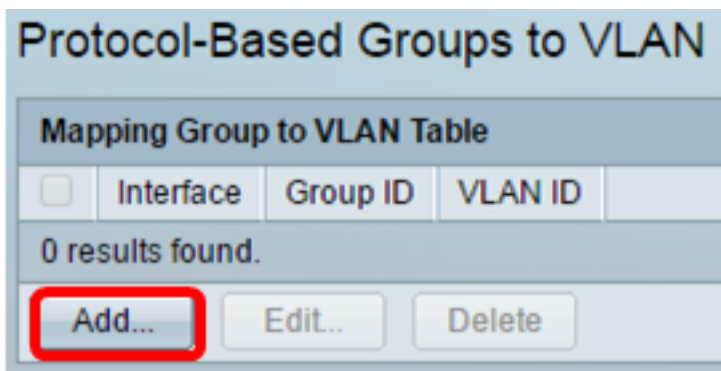 Protocol-Based Groups to VLAN
Mapping Group to VLAN Table
Interface Group ID VLAN ID
0 results found.
Add... Edit... Delete